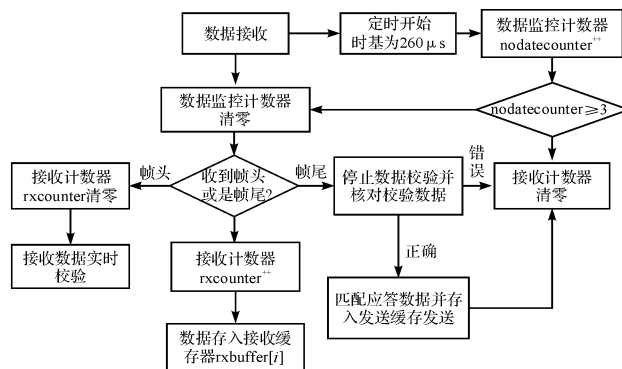 数据接收
定时开始
时基为260μs
数据监控计数器
nodatecounter++
数据监控计数器
清零
nodatecounter≥3
接收计数器
rxcounter清零
帧头
收到帧头
或是帧尾?
帧尾
停止数据校验并
核对校验数据
错误
接收计数器
清零
接收数据实时
校验
接收计数器
rxcounter++
正确
匹配应答数据并存
入发送缓存发送
数据存入接收缓
存器rxbuffer[i]